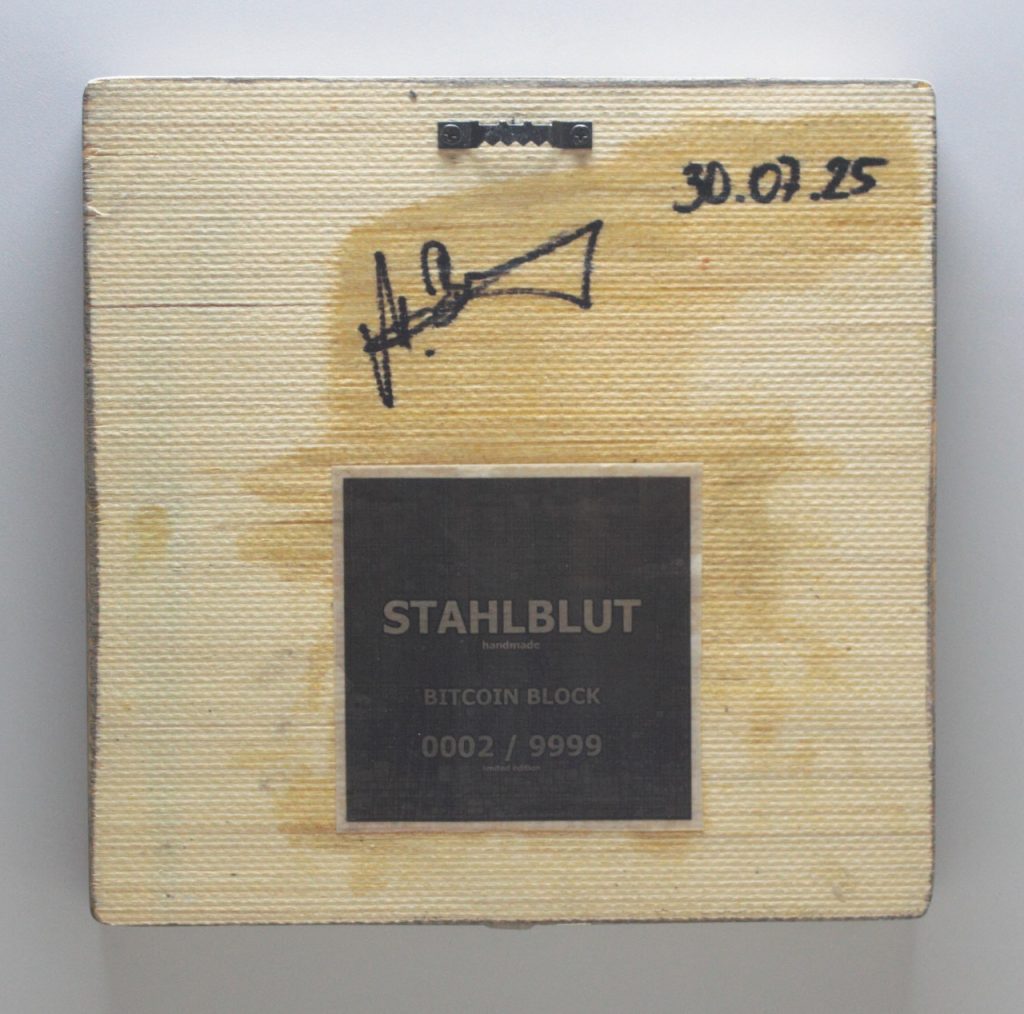 30.07.25
STAHLBLUT
handmade
BITCOIN BLOCK
0002 / 9999
limited edition